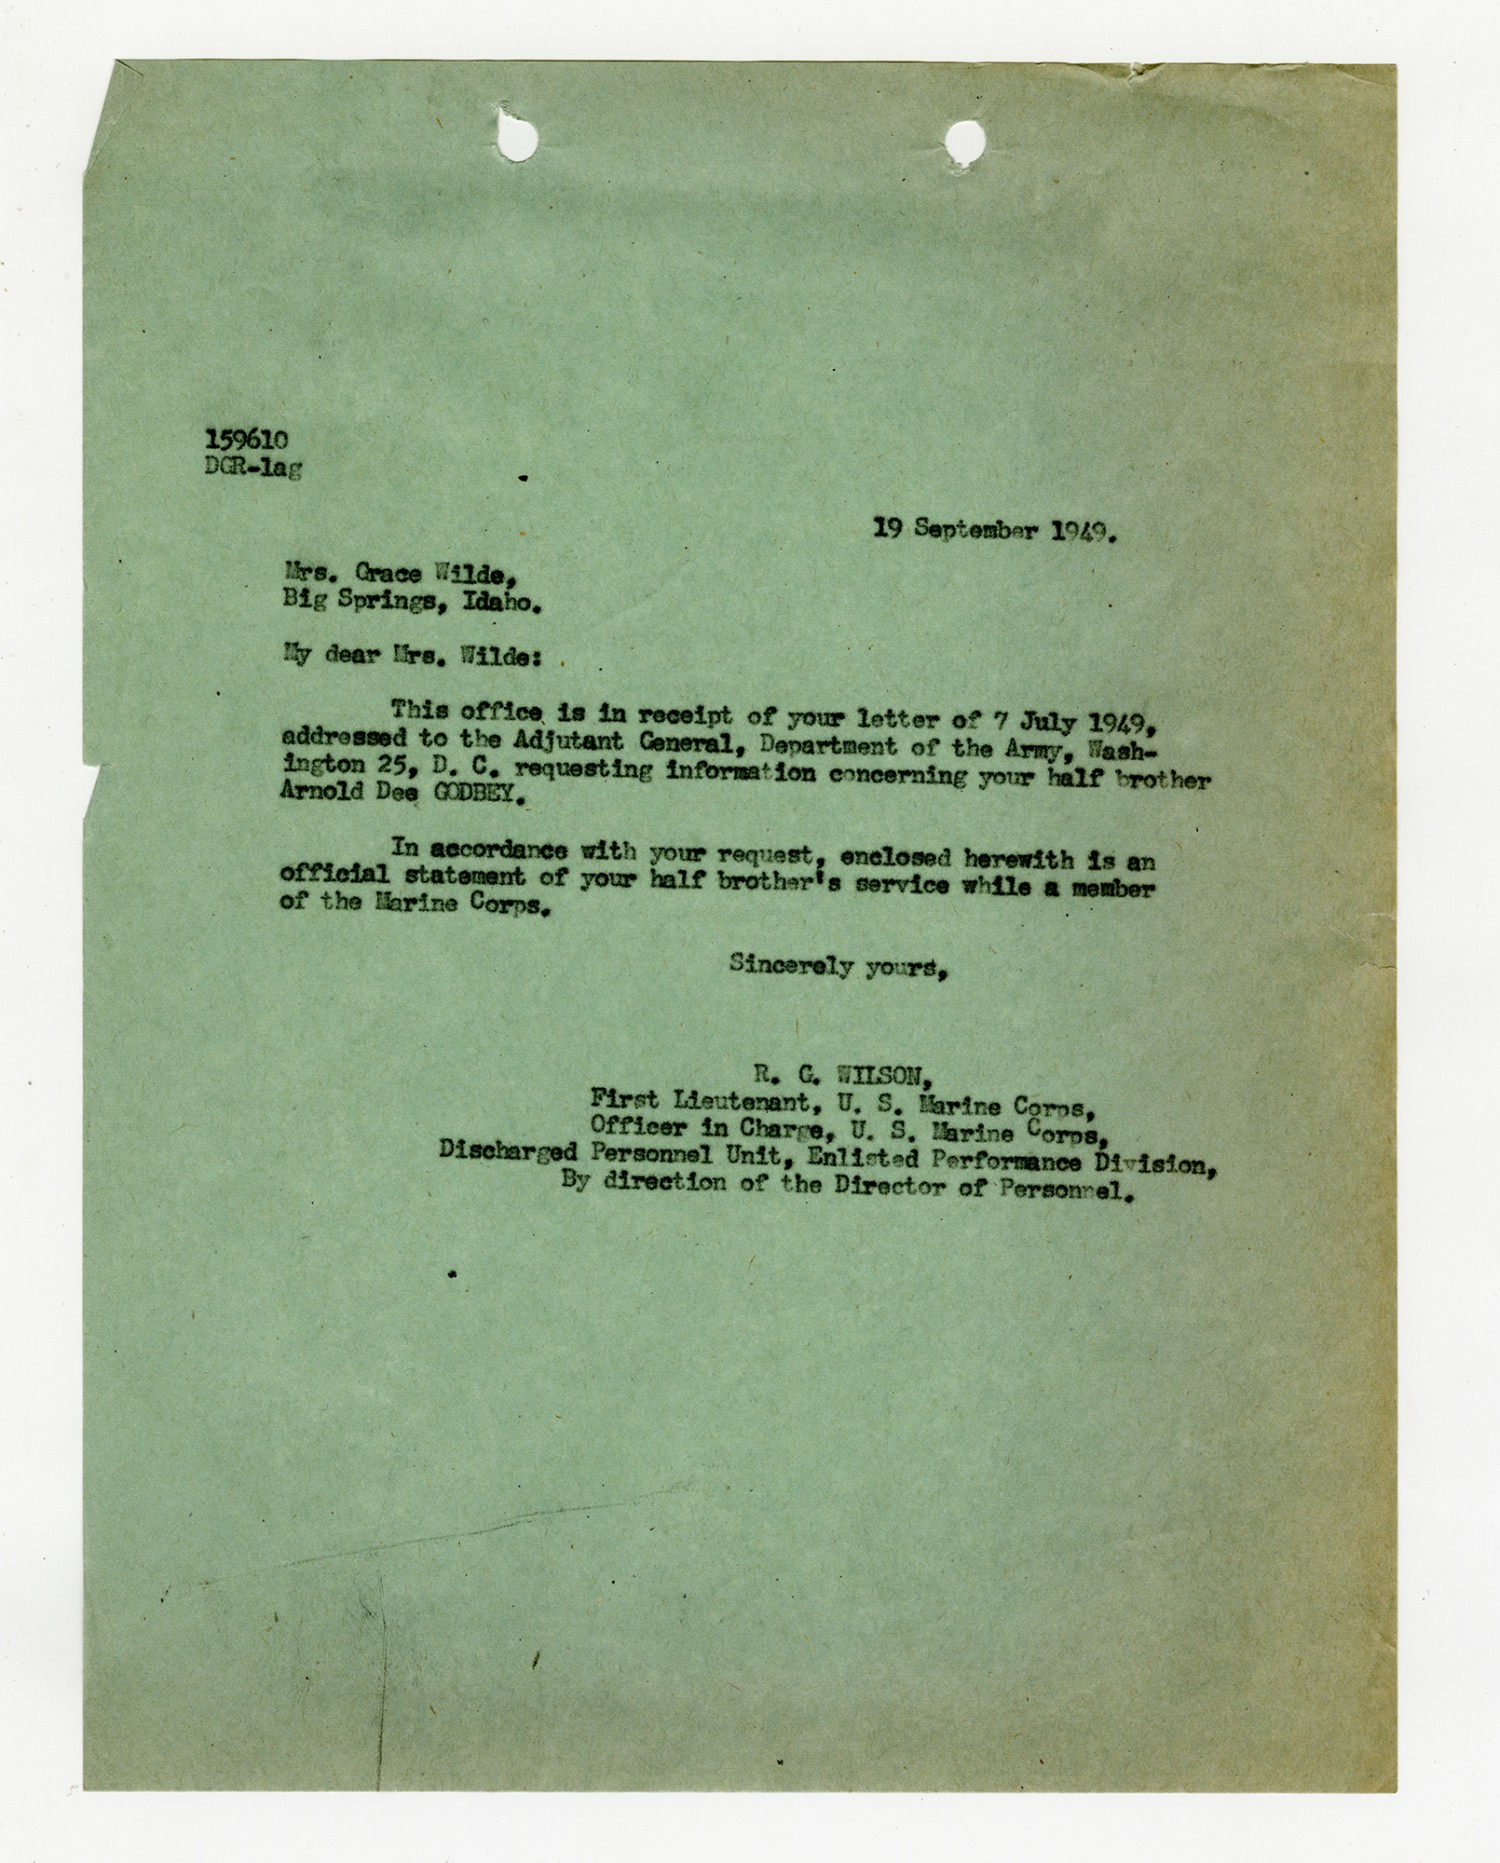 159610
DGR-lag
19 September 1949.
Mrs. Grace Wilde,
Big Springs, Idaho.
My dear Mrs. Wilde:
This office is in receipt of your letter of 7 July 1949,
addressed to the Adjutant General, Department of the Army, Wash-
ington 25, D. C. requesting information concerning your half brother
Arnold Dee GODBEY.
In accordance with your request, enclosed herewith is an
official statement of your half brother's service while a member
of the Marine Corps.
Sincerely yours,
R. G. WILSON,
First Lieutenant, U. S. Marine Corps,
Officer in Charge, U. S. Marine Corps,
Discharged Personnel Unit, Enlisted Performance Division,
By direction of the Director of Personnel.